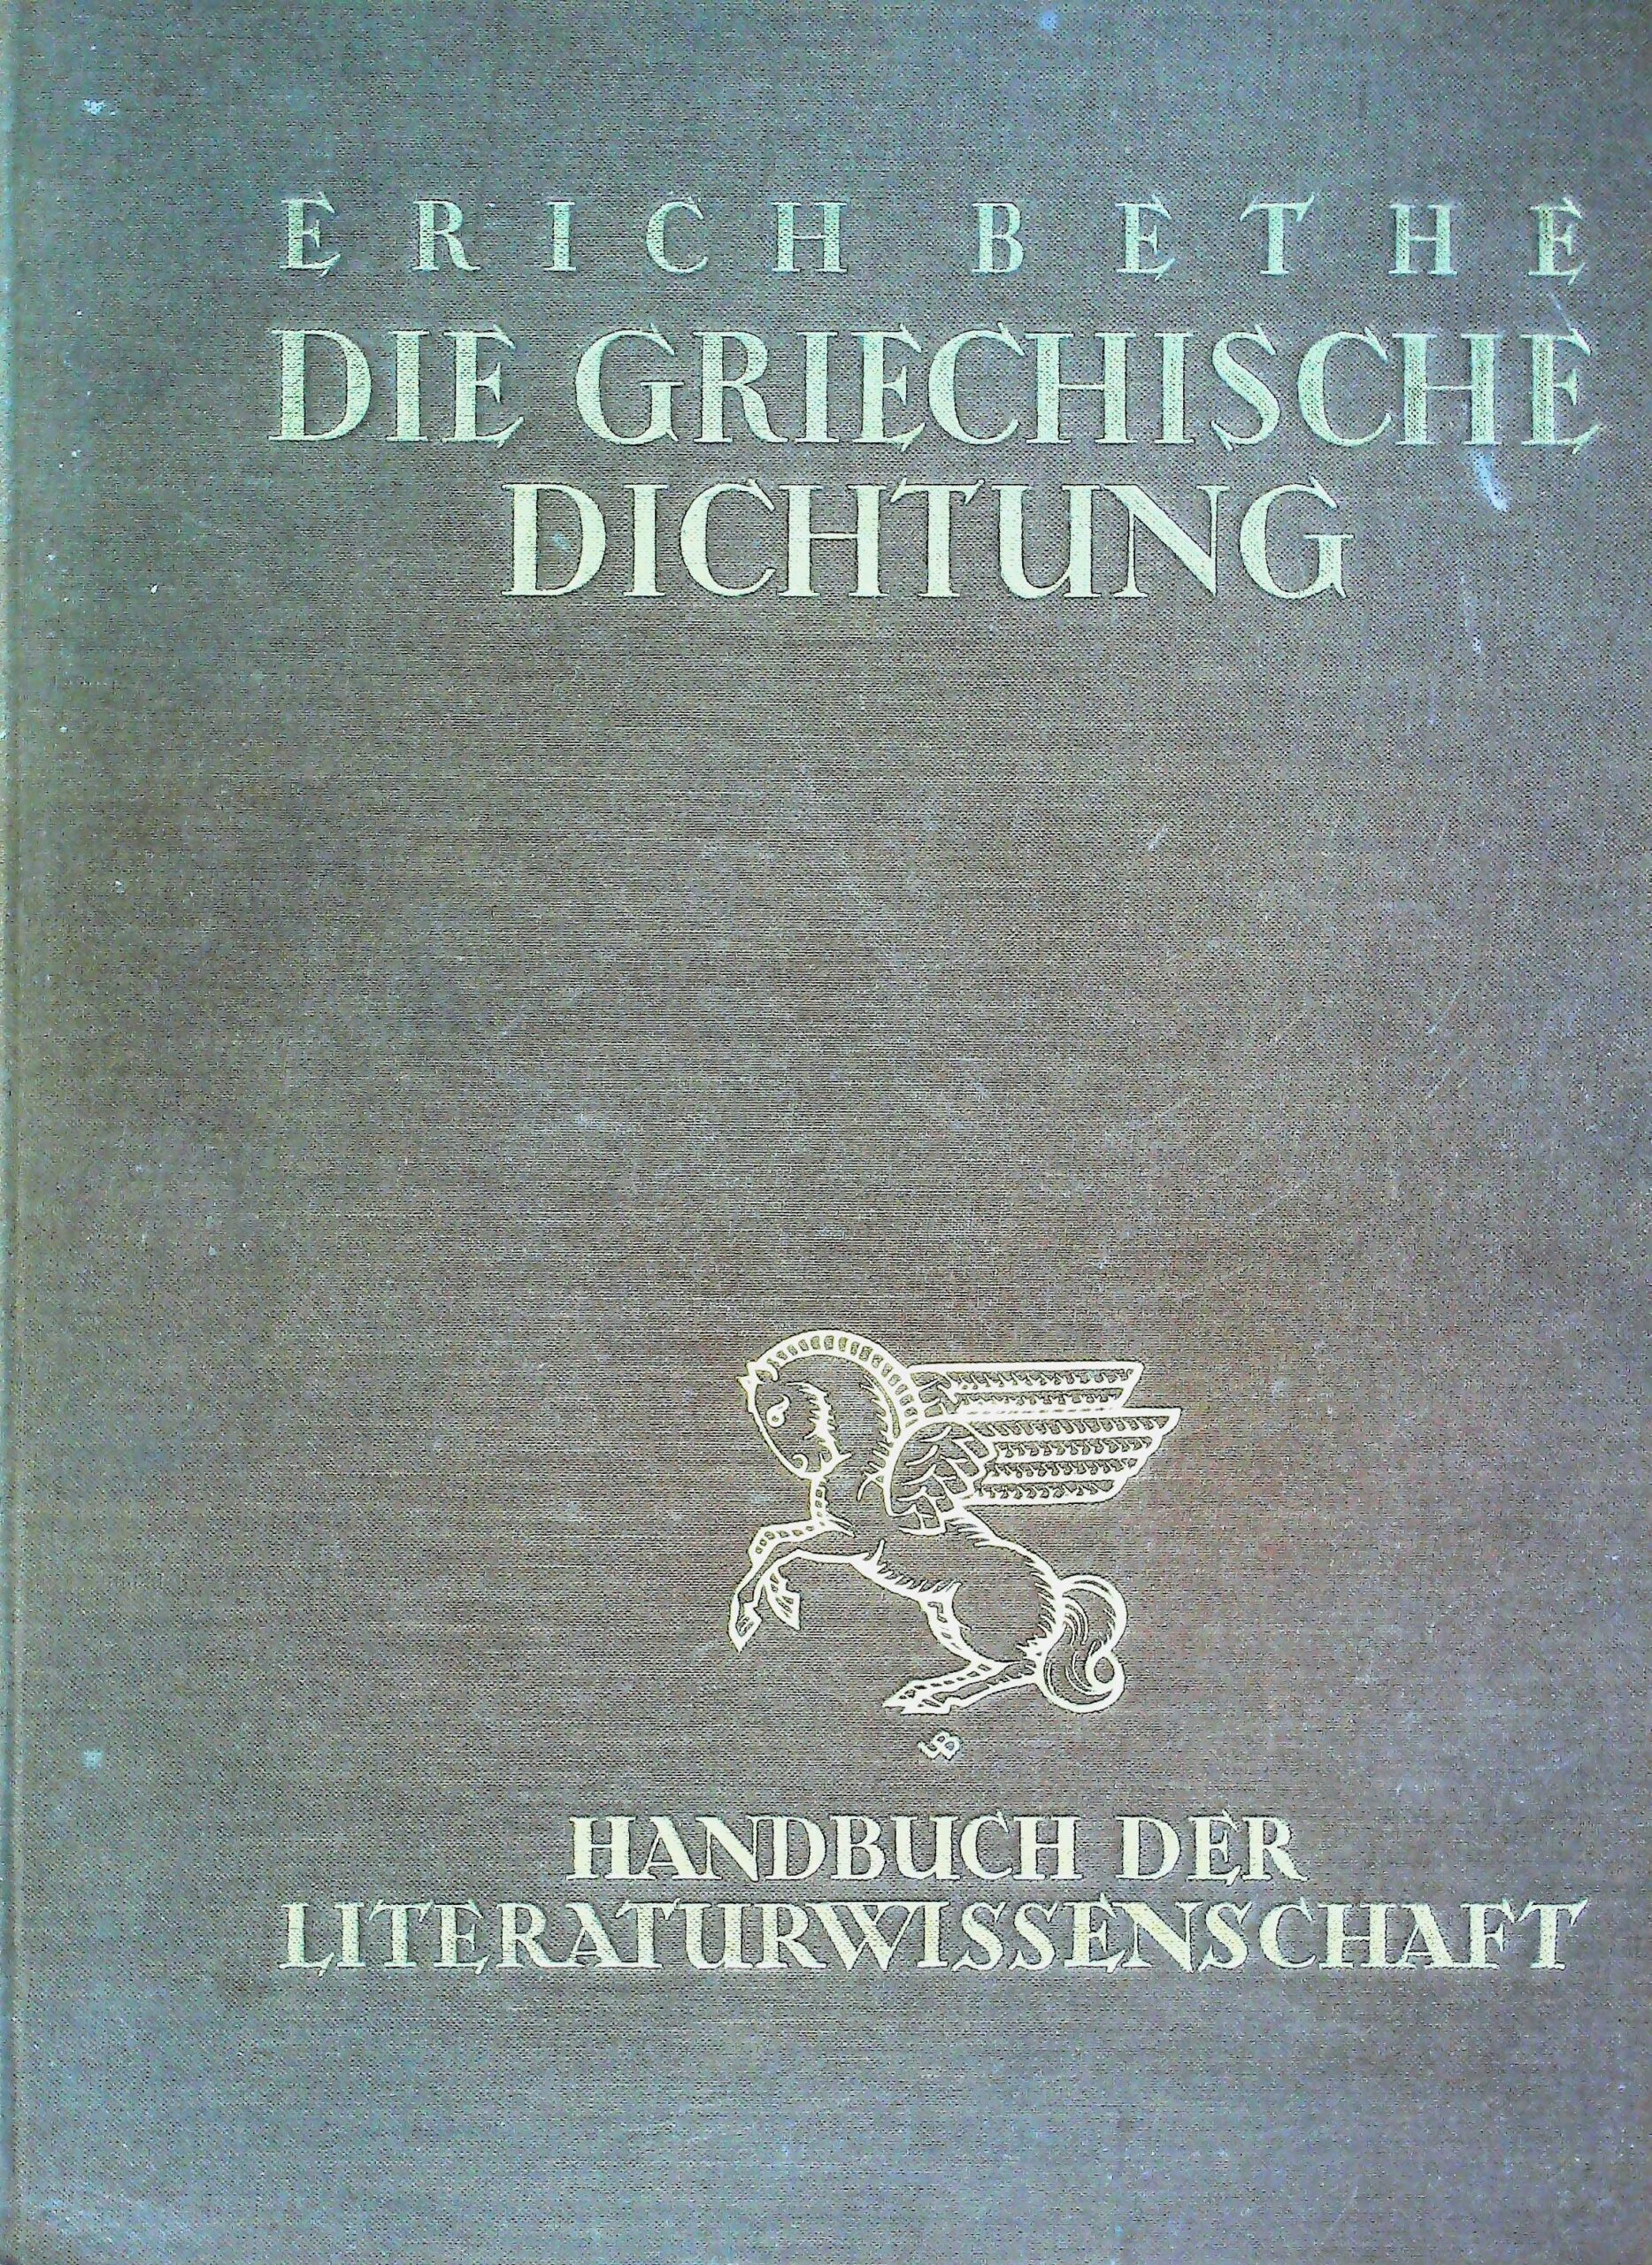 ERICH BETHE
DIE GRIECHISCHE
DICHTUNG
HANDBUCH DER
LITERATURWISSENSCHAFT